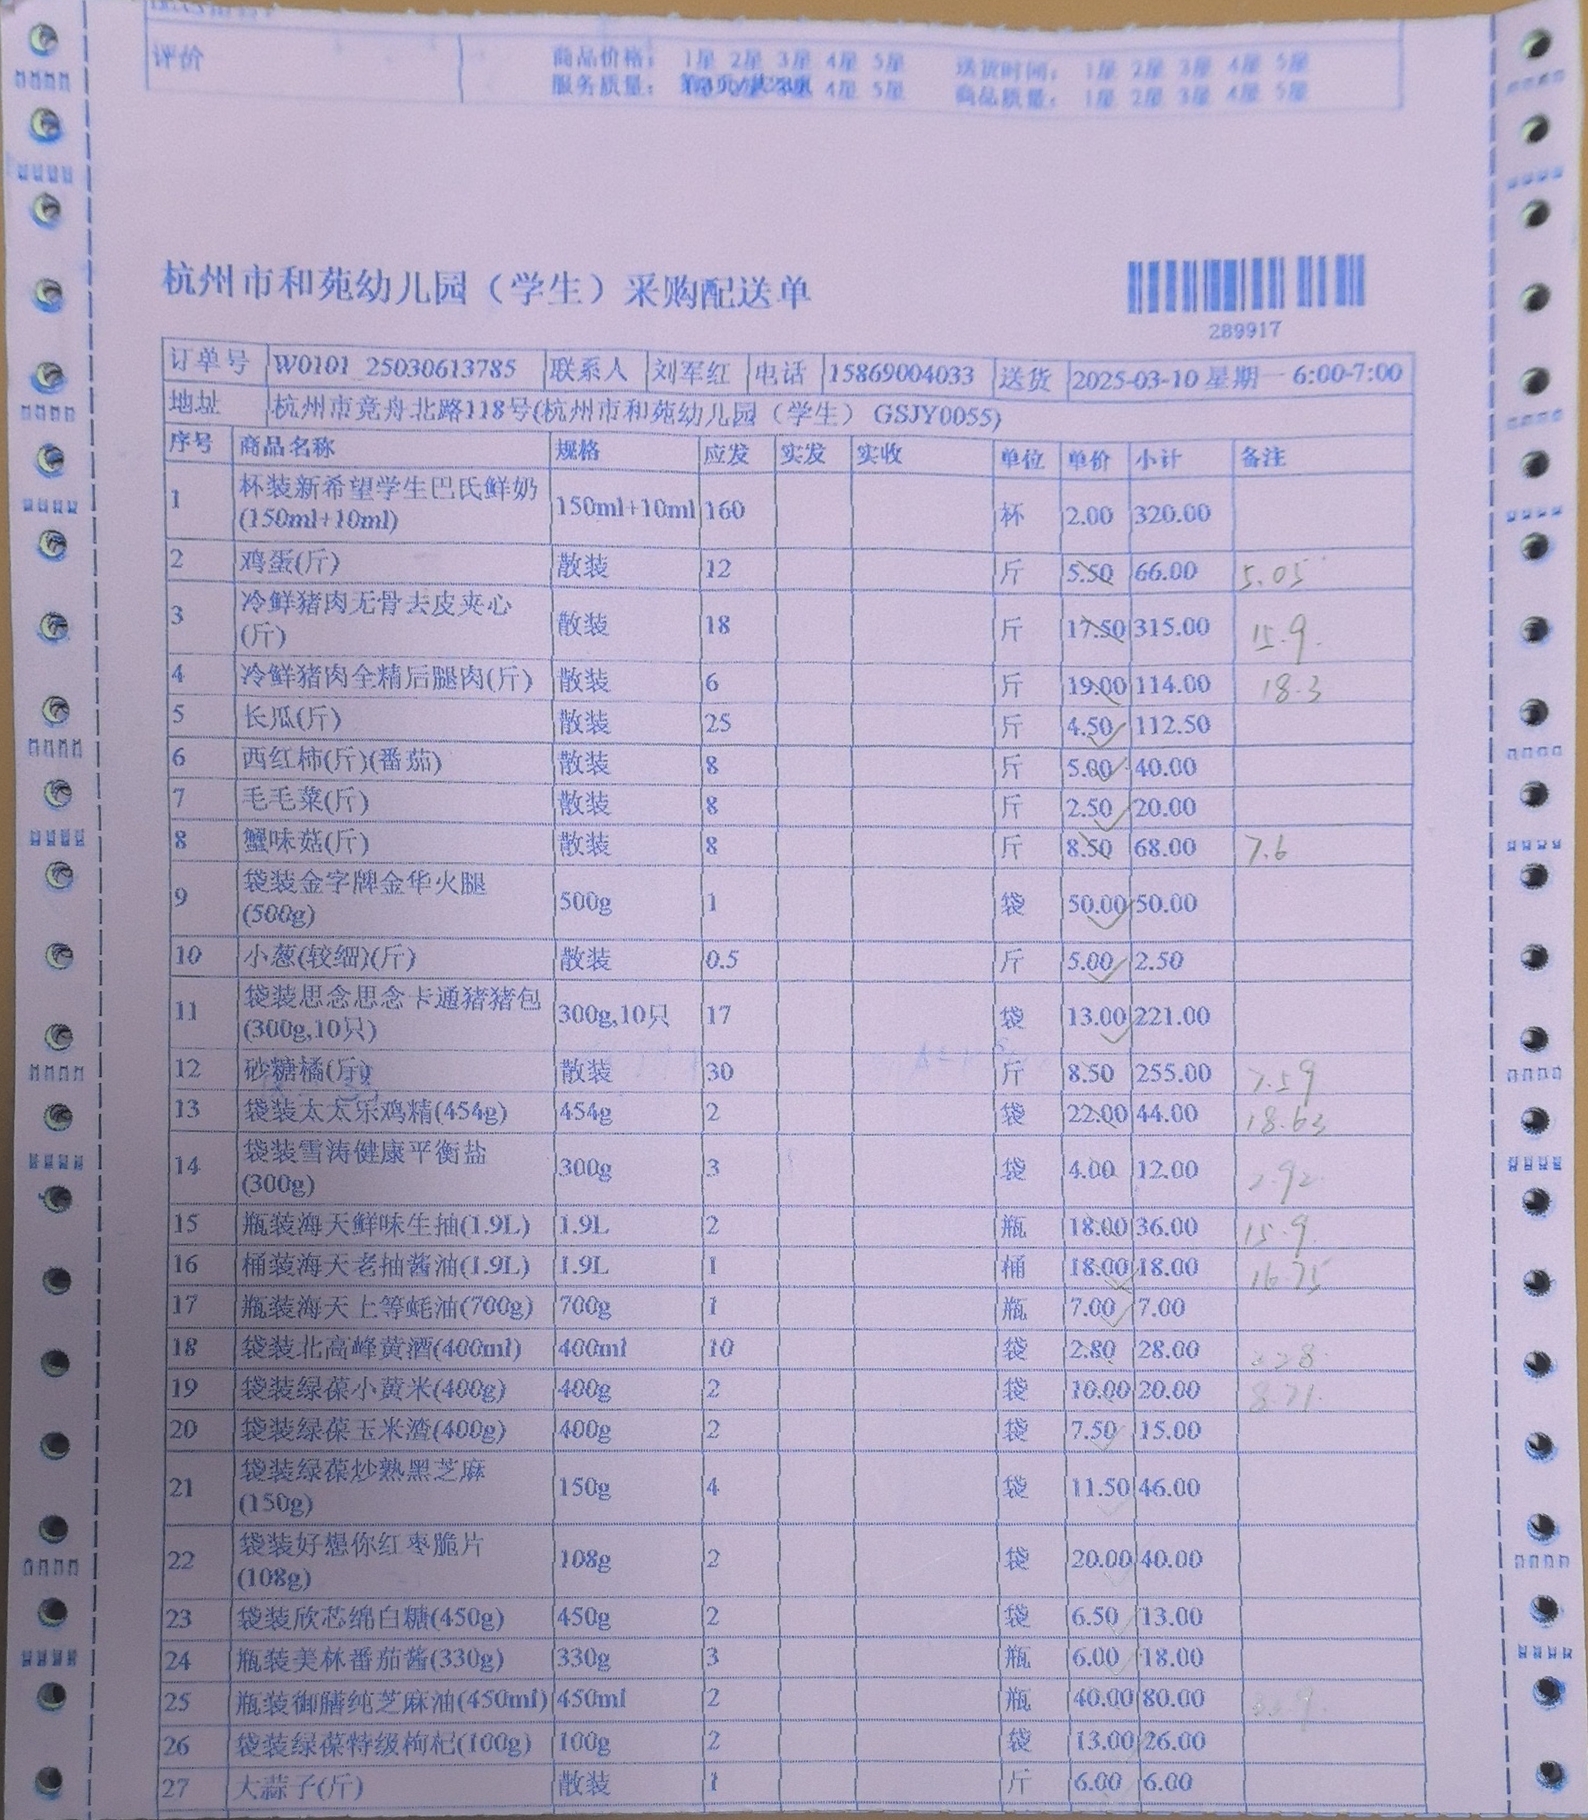 评价 商品价格: 1星 2星 3星 4星 5星 送货时间: 1星 2星 3星 4星 5星
服务质量: 4星 5星 商品质量: 1星 2星 3星 4星 5星
杭州市和苑幼儿园（学生）采购配送单
289917
订单号 W0101_25030613785 联系人 刘军红 电话 15869004033 送货 2025-03-10 星期一 6:00-7:00
地址 杭州市竞舟北路118号(杭州市和苑幼儿园（学生） GSJY0055)
序号 商品名称 规格 应发 实发 实收 单位 单价 小计 备注
1 杯装新希望学生巴氏鲜奶 150ml+10ml 160 杯 2.00 320.00
(150ml+10ml)
2 鸡蛋(斤) 散装 12 斤 5.50 66.00 5.05
3 冷鲜猪肉无骨去皮夹心 散装 18 斤 17.50 315.00 15.9
(斤)
4 冷鲜猪肉全精后腿肉(斤) 散装 6 斤 19.00 114.00 18.3
5 长瓜(斤) 散装 25 斤 4.50 112.50
6 西红柿(斤)(番茄) 散装 8 斤 5.00 40.00
7 毛毛菜(斤) 散装 8 斤 2.50 20.00
8 蟹味菇(斤) 散装 8 斤 8.50 68.00 7.6
9 袋装金字牌金华火腿 500g 1 袋 50.00 50.00
(500g)
10 小葱(较细)(斤) 散装 0.5 斤 5.00 2.50
11 袋装思念思念卡通猪猪包 300g,10只 17 袋 13.00 221.00
(300g,10只)
12 砂糖橘(斤) 散装 30 斤 8.50 255.00 7.59
13 袋装太太乐鸡精(454g) 454g 2 袋 22.00 44.00 18.63
14 袋装雪涛健康平衡盐 300g 3 袋 4.00 12.00 2.92
(300g)
15 瓶装海天鲜味生抽(1.9L) 1.9L 2 瓶 18.00 36.00 15.9
16 桶装海天老抽酱油(1.9L) 1.9L 1 桶 18.00 18.00 16.75
17 瓶装海天上等蚝油(700g) 700g 1 瓶 7.00 7.00
18 袋装北高峰黄酒(400ml) 400ml 10 袋 2.80 28.00
19 袋装绿葆小黄米(400g) 400g 2 袋 10.00 20.00 8.71
20 袋装绿葆玉米渣(400g) 400g 2 袋 7.50 15.00
21 袋装绿葆炒熟黑芝麻 150g 4 袋 11.50 46.00
(150g)
22 袋装好想你红枣脆片 108g 2 袋 20.00 40.00
(108g)
23 袋装欣芯绵白糖(450g) 450g 2 袋 6.50 13.00
24 瓶装美林番茄酱(330g) 330g 3 瓶 6.00 18.00
25 瓶装御膳纯芝麻油(450ml) 450ml 2 瓶 40.00 80.00
26 袋装绿葆特级枸杞(100g) 100g 2 袋 13.00 26.00
27 大蒜子(斤) 散装 1 斤 6.00 6.00